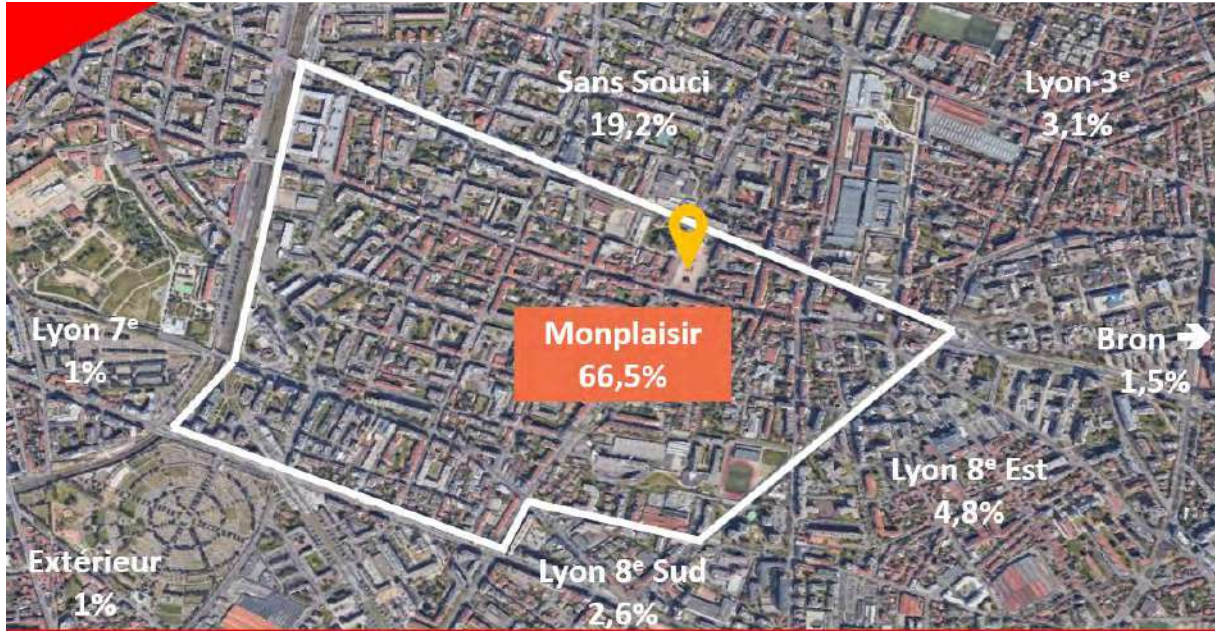 Sans Souci
19,2%
Lyon 3ᵉ
3,1%
Lyon 7ᵉ
1%
Monplaisir
66,5%
Bron
1,5%
Lyon 8ᵉ Est
4,8%
Extérieur
1%
Lyon 8ᵉ Sud
2,6%